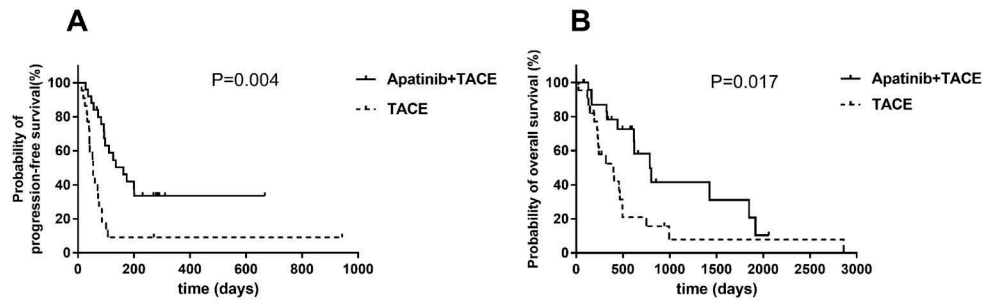 A
P=0.004
Apatinib+TACE
TACE
Probability of
progression-free survival(%)
100
80
60
40
20
0
0 200 400 600 800 1000
time (days)
B
P=0.017
Apatinib+TACE
TACE
Probability of overall survival(%)
100
80
60
40
20
0
0 500 1000 1500 2000 2500 3000
time (days)